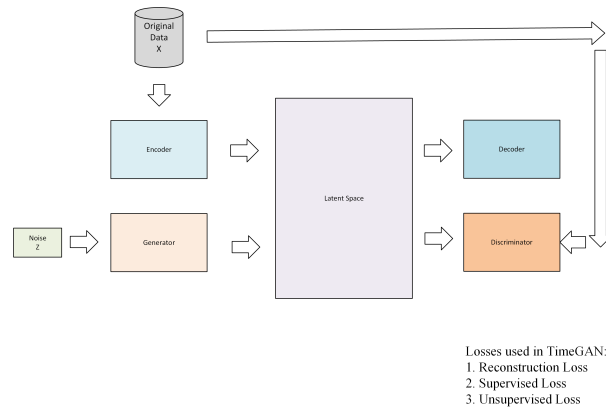 Original
Data
X
Encoder
Latent Space
Decoder
Noise
Z
Generator
Discriminator
Losses used in TimeGAN:
1. Reconstruction Loss
2. Supervised Loss
3. Unsupervised Loss